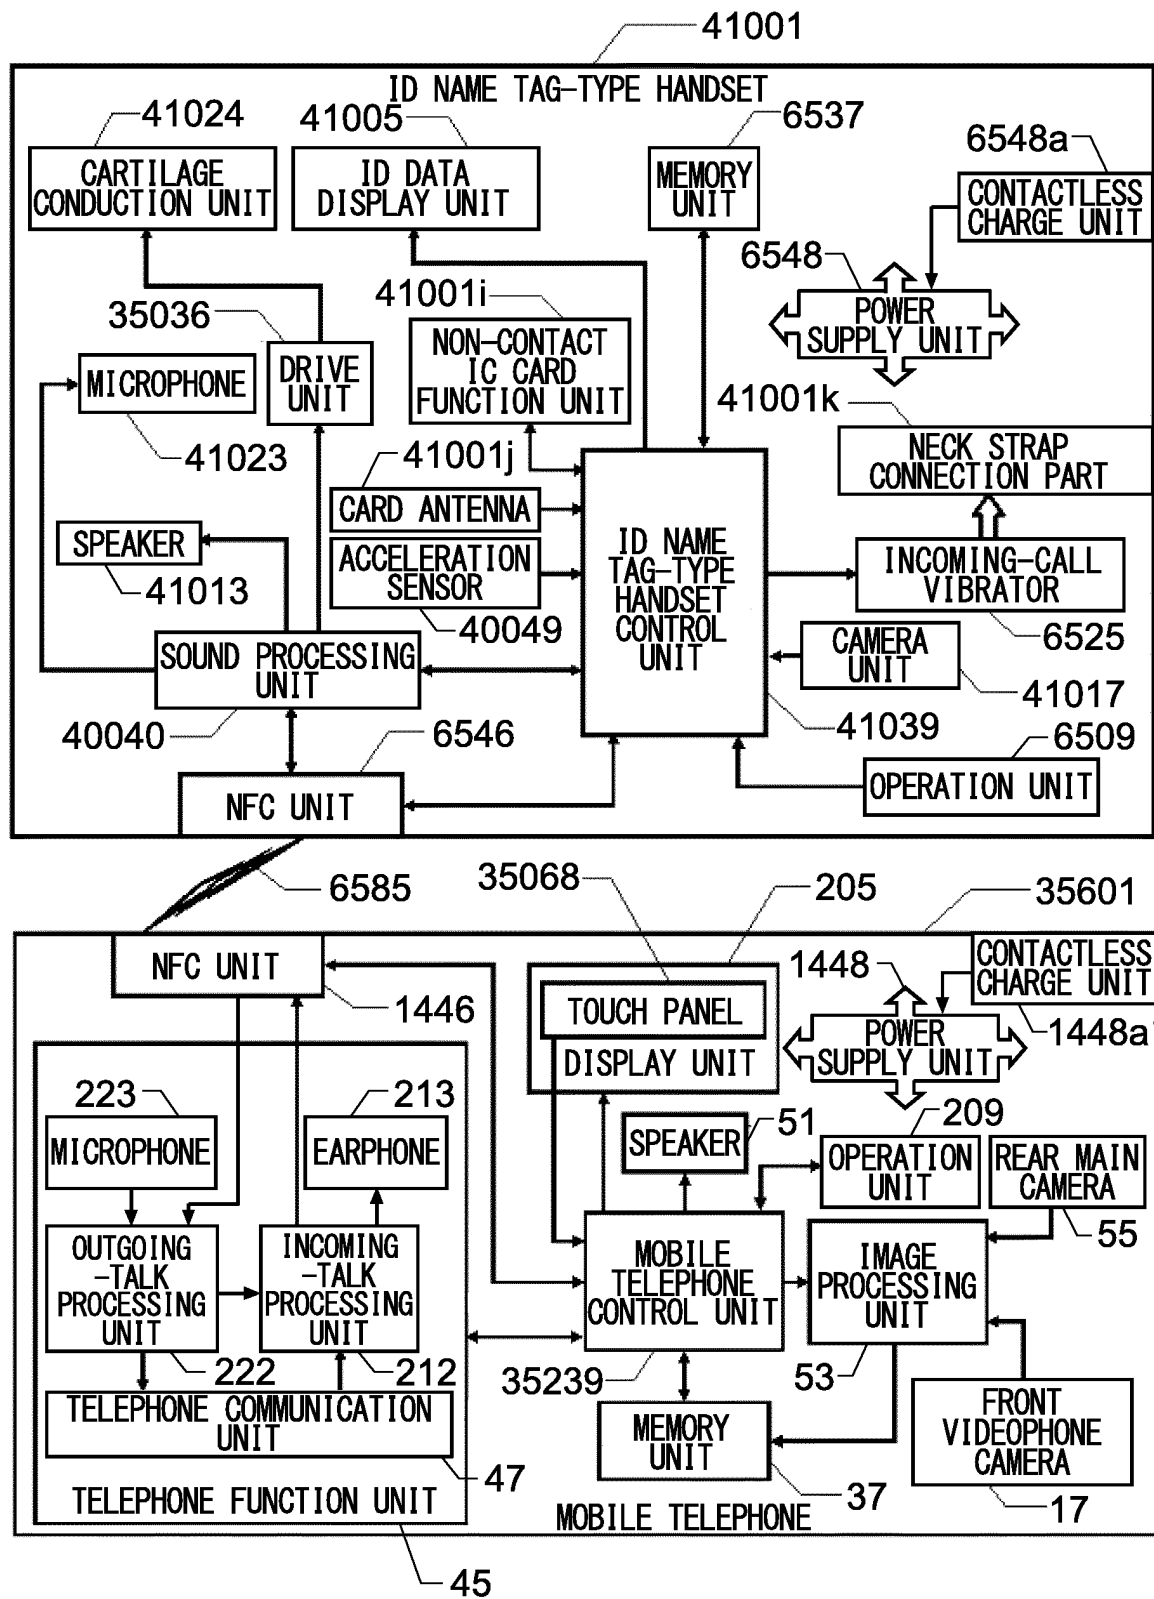 41001
ID NAME TAG-TYPE HANDSET
41024
41005
6537
6548a
CARTILAGE
CONDUCTION UNIT
ID DATA
DISPLAY UNIT
MEMORY
UNIT
CONTACTLESS
CHARGE UNIT
6548
POWER
SUPPLY UNIT
41001i
35036
NON-CONTACT
IC CARD
FUNCTION UNIT
DRIVE
UNIT
MICROPHONE
41023
41001k
NECK STRAP
CONNECTION PART
41001j
CARD ANTENNA
SPEAKER
41013
ACCELERATION
SENSOR
40049
ID NAME
TAG-TYPE
HANDSET
CONTROL
UNIT
INCOMING-CALL
VIBRATOR
6525
SOUND PROCESSING
UNIT
40040
CAMERA
UNIT
41017
41039
6546
6509
NFC UNIT
OPERATION UNIT
6585
35068
205
35601
NFC UNIT
1446
TOUCH PANEL
DISPLAY UNIT
1448
POWER
SUPPLY UNIT
CONTACTLESS
CHARGE UNIT
1448a
223
213
MICROPHONE
EARPHONE
SPEAKER
51
209
OPERATION
UNIT
REAR MAIN
CAMERA
55
OUTGOING
-TALK
PROCESSING
UNIT
222
INCOMING
-TALK
PROCESSING
UNIT
212
MOBILE
TELEPHONE
CONTROL UNIT
35239
IMAGE
PROCESSING
UNIT
53
TELEPHONE COMMUNICATION
UNIT
47
MEMORY
UNIT
37
FRONT
VIDEOPHONE
CAMERA
17
TELEPHONE FUNCTION UNIT
45
MOBILE TELEPHONE